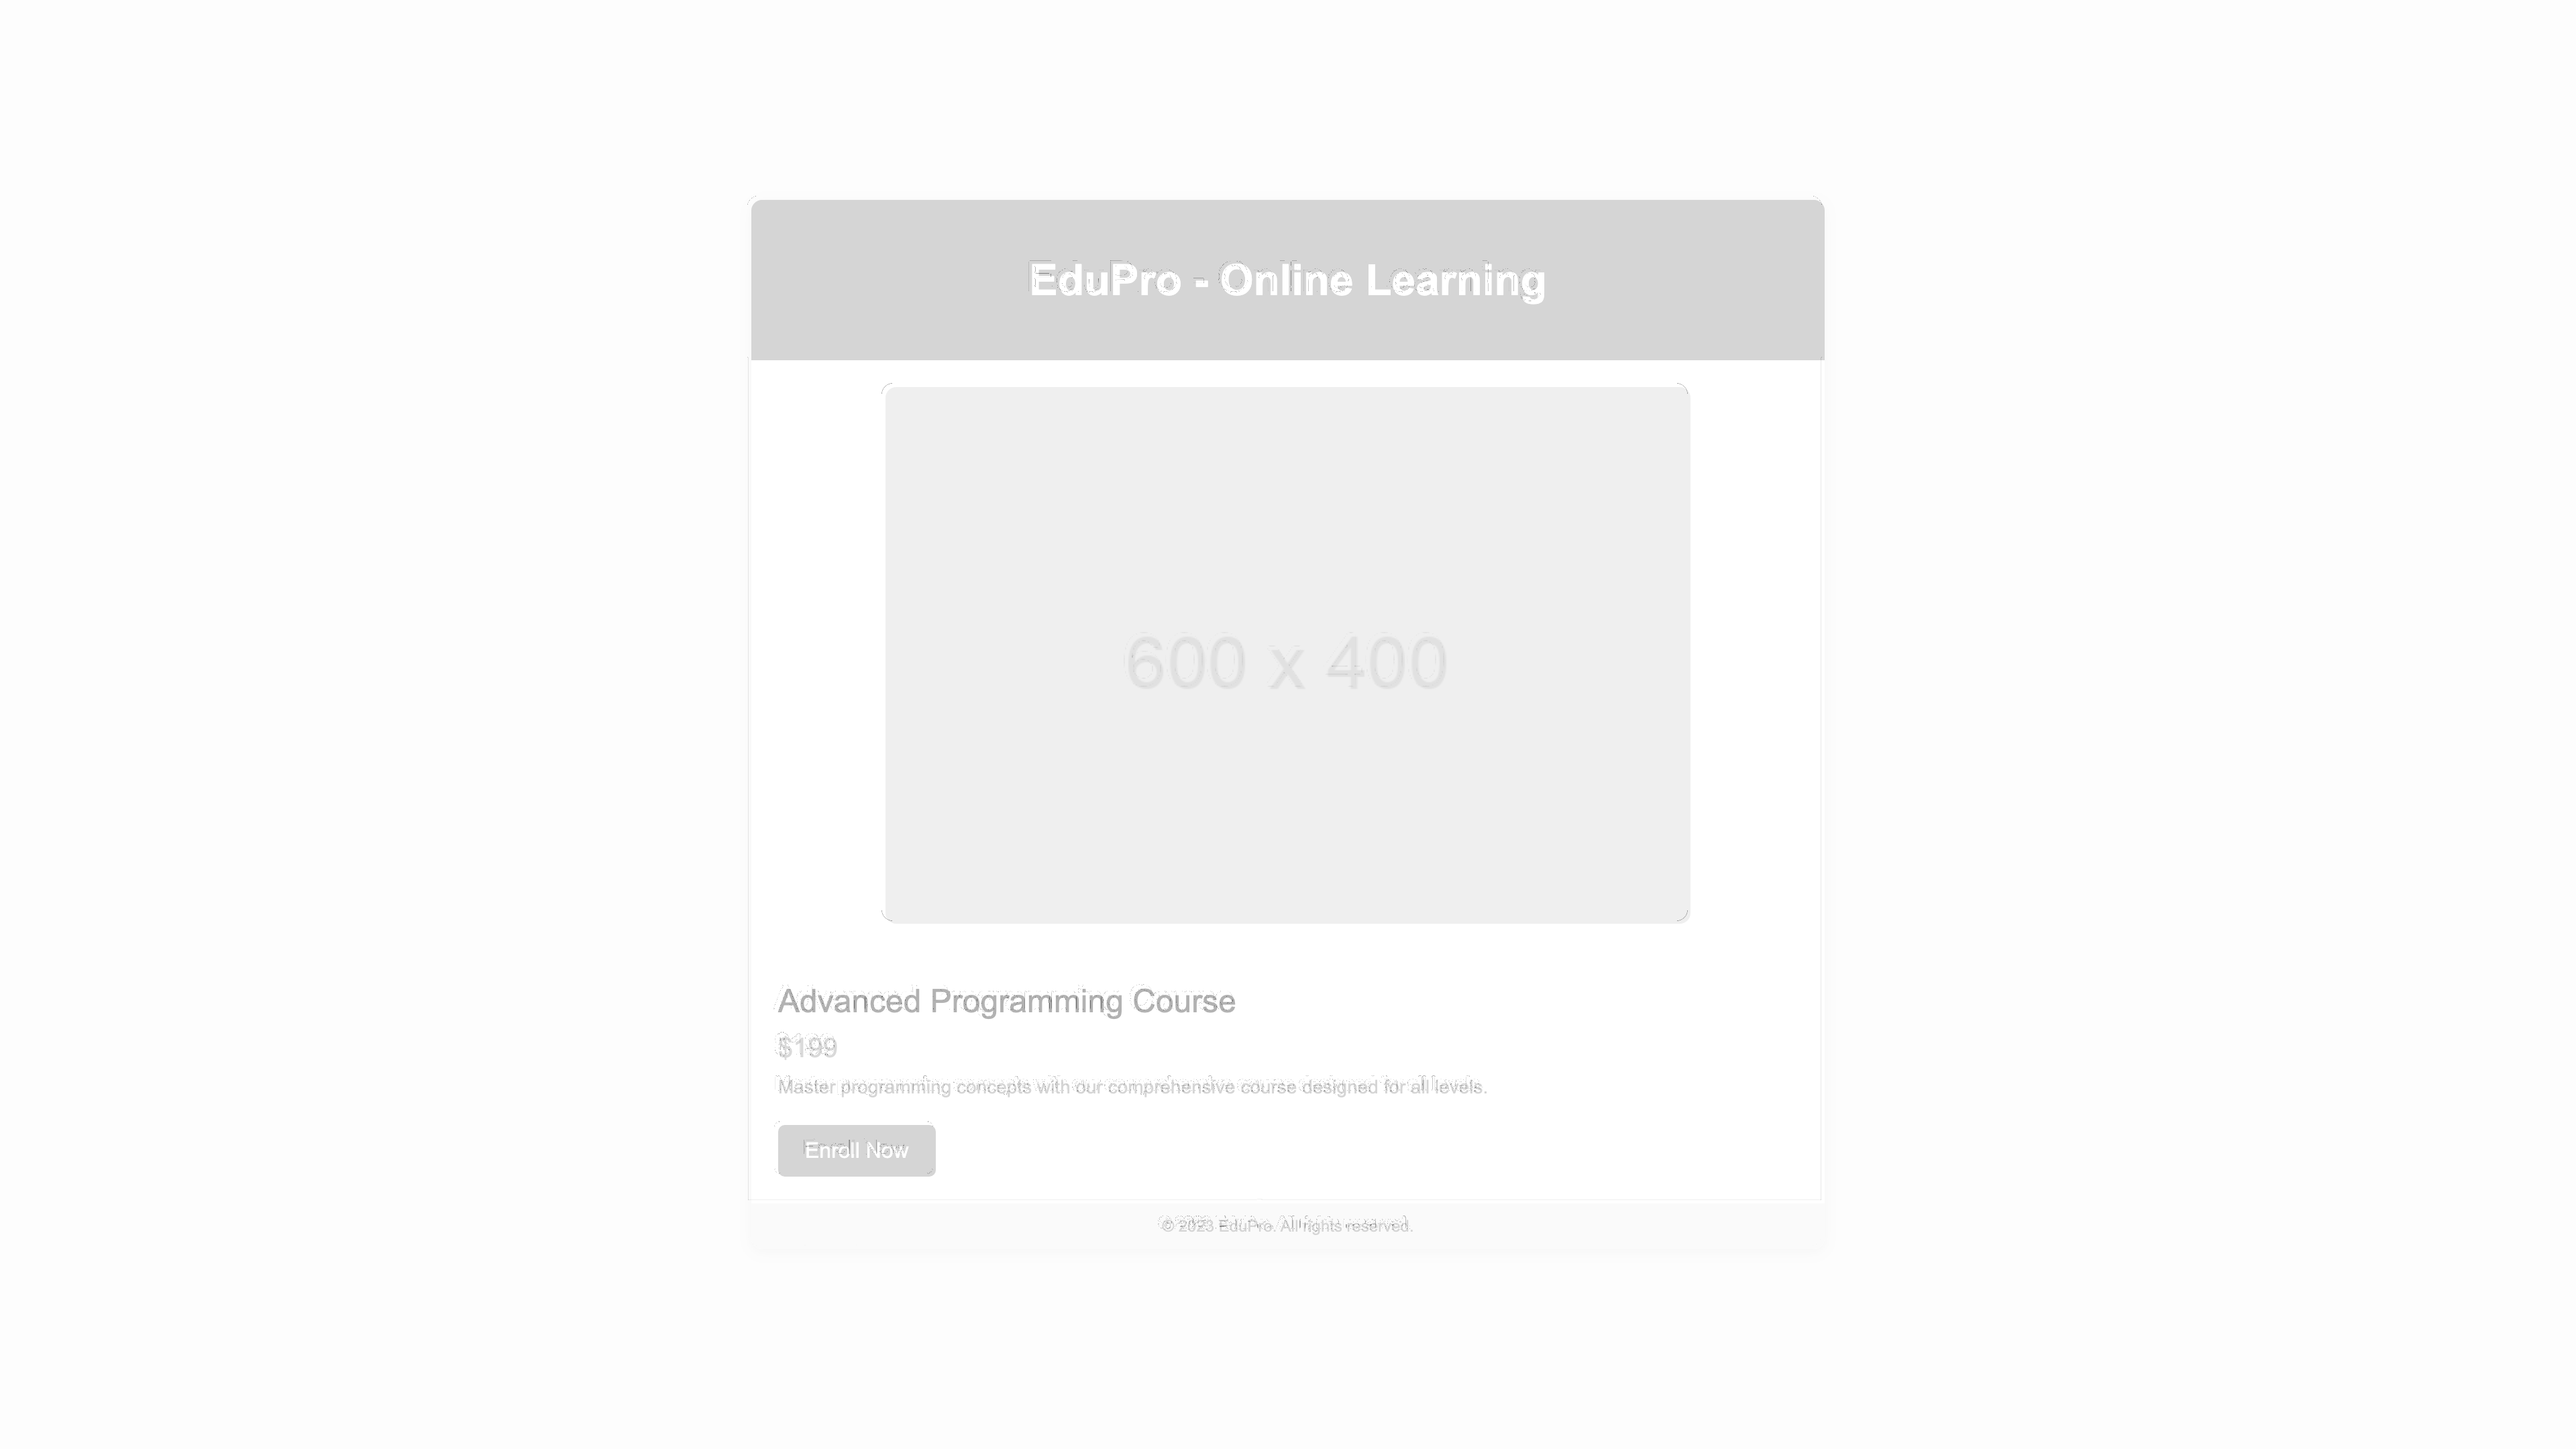 EduPro - Online Learning
600 x 400
Advanced Programming Course
$199
Master programming concepts with our comprehensive course designed for all levels.
Enroll Now
© 2023 EduPro. All rights reserved.